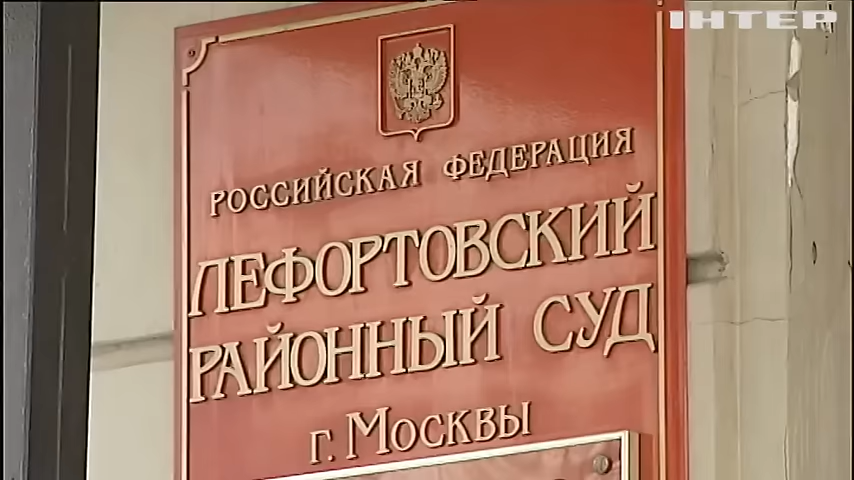 ІНТЕР
РОССИЙСКАЯ ФЕДЕРАЦИЯ
ЛЕФОРТОВСКИЙ
РАЙОННЫЙ СУД
г. МОСКВЫ